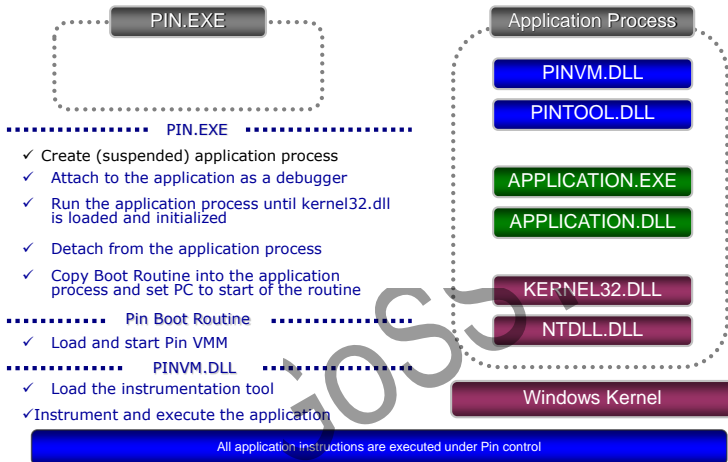 PIN.EXE
PIN.EXE
✓ Create (suspended) application process
✓ Attach to the application as a debugger
✓ Run the application process until kernel32.dll
is loaded and initialized
✓ Detach from the application process
✓ Copy Boot Routine into the application
process and set PC to start of the routine
Pin Boot Routine
✓ Load and start Pin VMM
PINVM.DLL
✓ Load the instrumentation tool
✓Instrument and execute the application
Application Process
PINVM.DLL
PINTOOL.DLL
APPLICATION.EXE
APPLICATION.DLL
KERNEL32.DLL
NTDLL.DLL
Windows Kernel
All application instructions are executed under Pin control